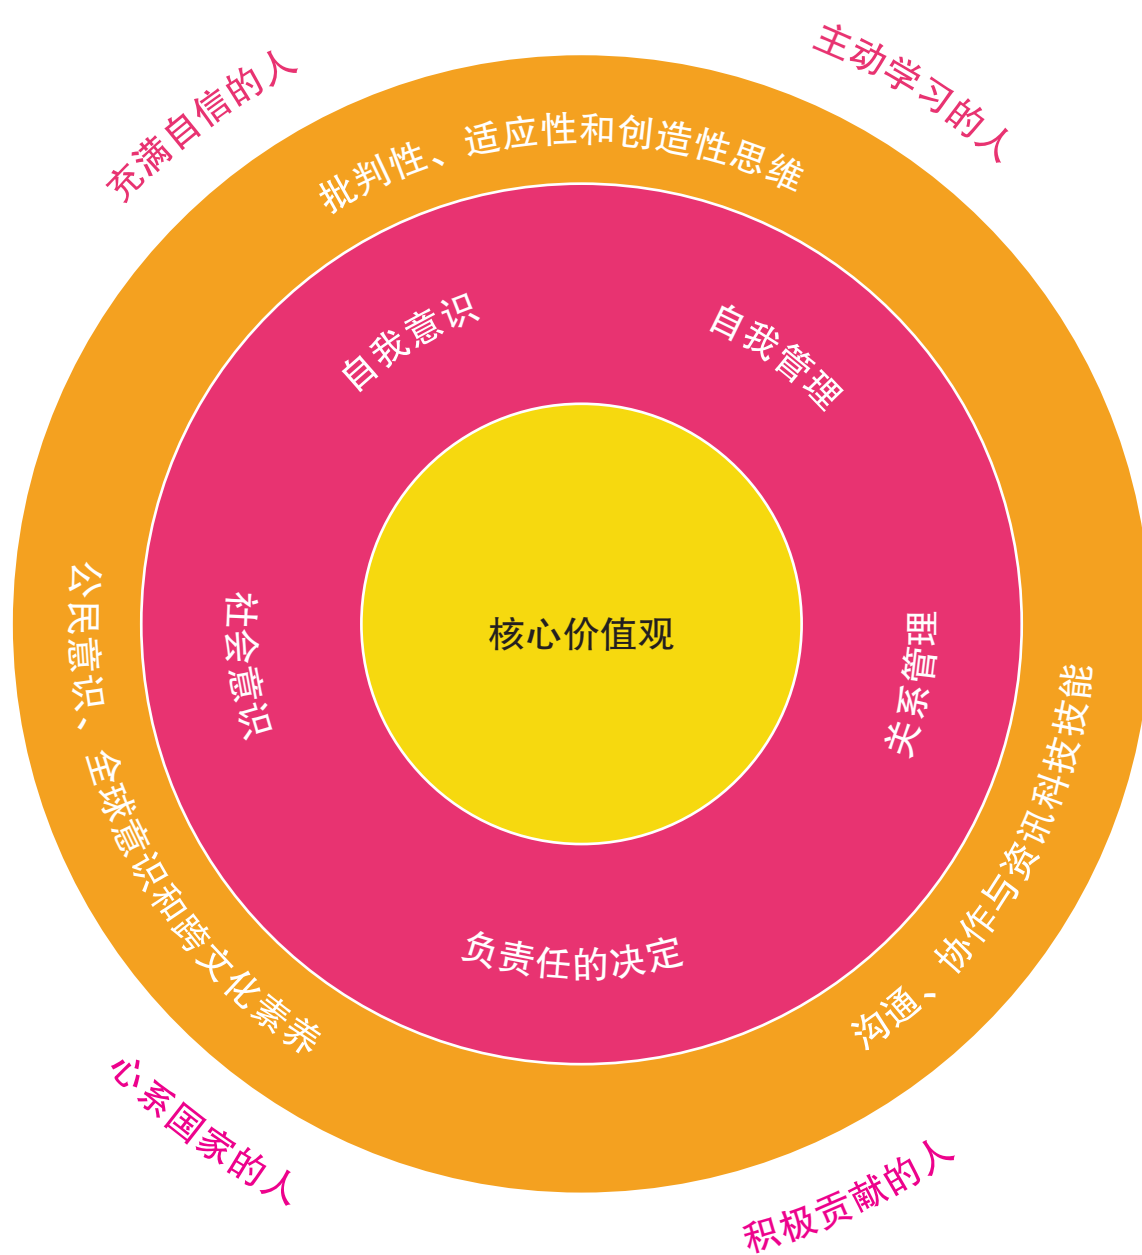 充满自信的人
主动学习的人
批判性、适应性和创造性思维
自我意识
自我管理
核心价值观
社会意识
关系管理
负责任的决定
公民意识、全球意识和跨文化素养
沟通、协作与资讯科技技能
心系国家的人
积极贡献的人